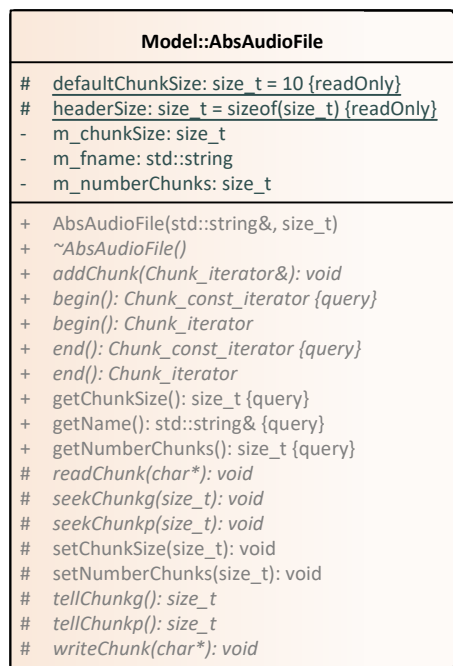 Model::AbsAudioFile
# defaultChunkSize: size_t = 10 {readOnly}
# headerSize: size_t = sizeof(size_t) {readOnly}
- m_chunkSize: size_t
- m_fname: std::string
- m_numberChunks: size_t
+ AbsAudioFile(std::string&, size_t)
+ ~AbsAudioFile()
+ addChunk(Chunk_iterator&): void
+ begin(): Chunk_const_iterator {query}
+ begin(): Chunk_iterator
+ end(): Chunk_const_iterator {query}
+ end(): Chunk_iterator
+ getChunkSize(): size_t {query}
+ getName(): std::string& {query}
+ getNumberChunks(): size_t {query}
# readChunk(char*): void
# seekChunkg(size_t): void
# seekChunkp(size_t): void
# setChunkSize(size_t): void
# setNumberChunks(size_t): void
# tellChunkg(): size_t
# tellChunkp(): size_t
# writeChunk(char*): void